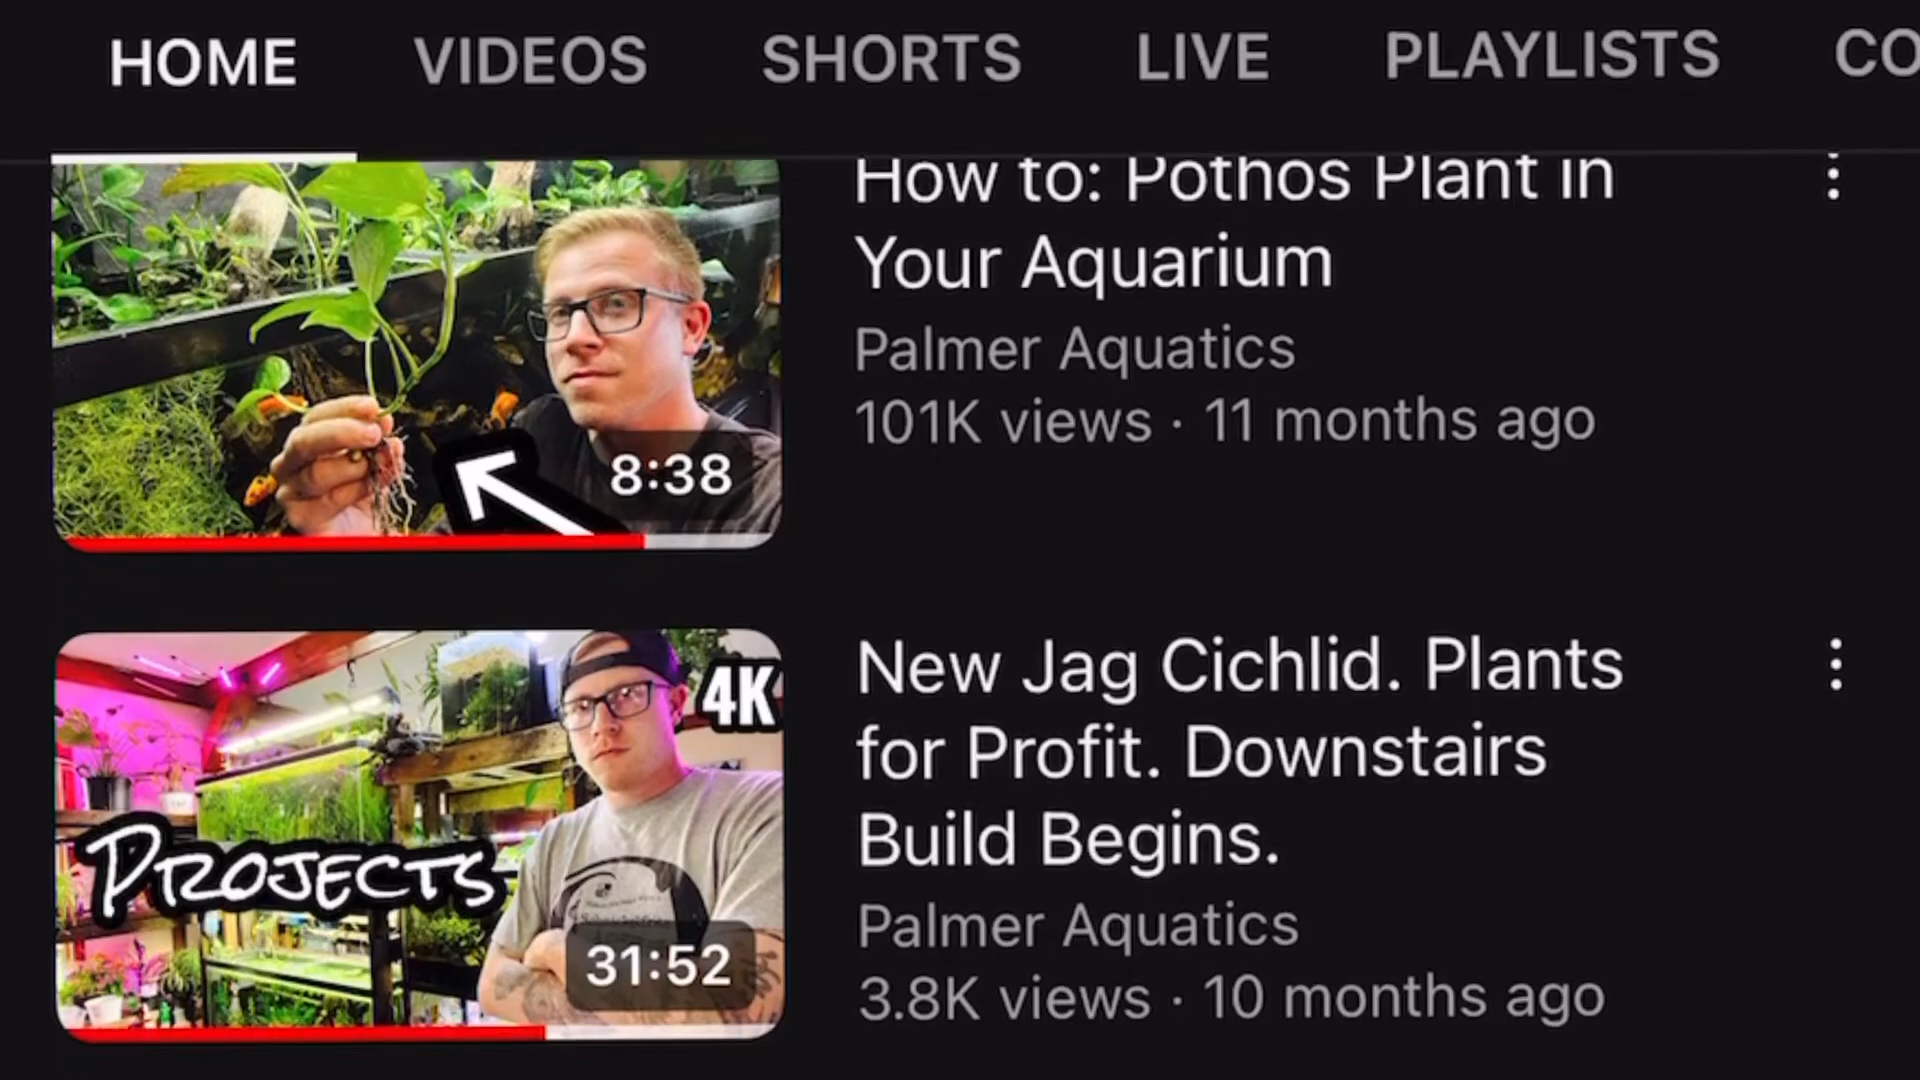 HOME VIDEOS SHORTS LIVE PLAYLISTS CO
How to: Pothos Plant in
Your Aquarium
Palmer Aquatics
101K views · 11 months ago
8:38
New Jag Cichlid. Plants
for Profit. Downstairs
Build Begins.
Palmer Aquatics
3.8K views · 10 months ago
4K
PROJECTS
31:52